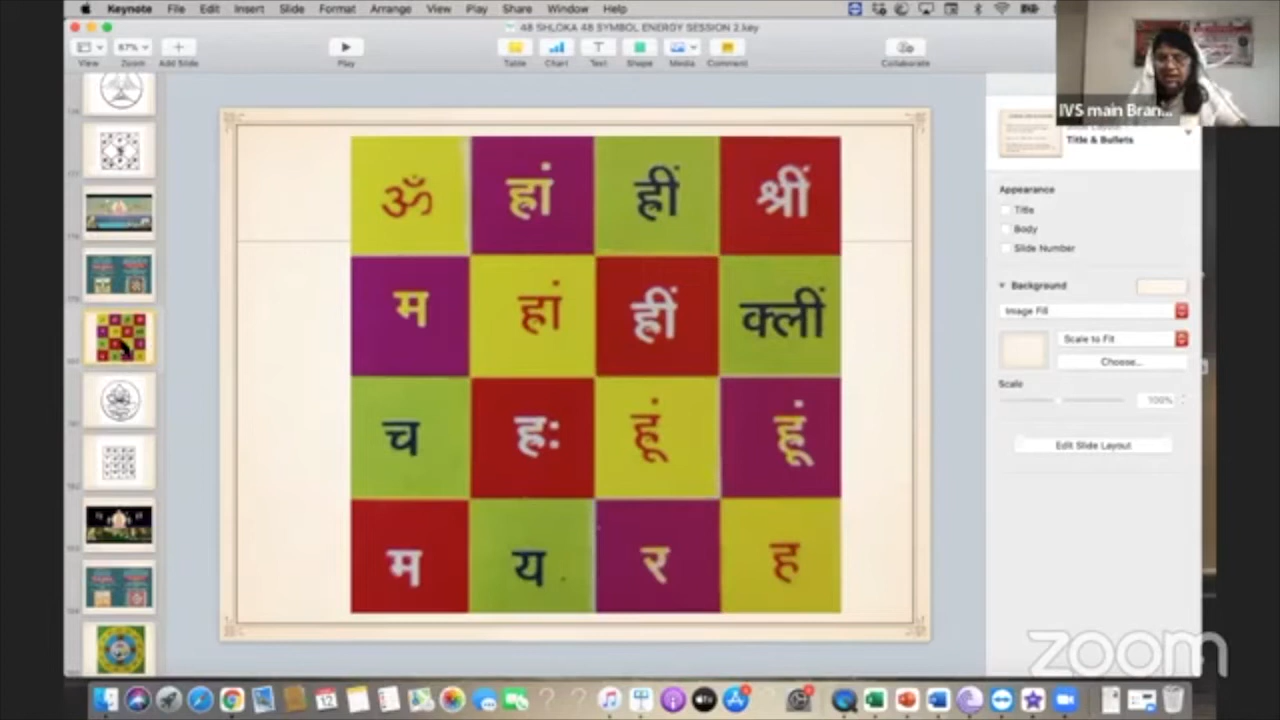 Keynote File Edit Insert Slide Format Arrange View Play Share Window Help
48 SHLOKA 48 SYMBOL ENERGY SESSION 2.key
67%
View Zoom Add Slide Play Table Chart Text Shape Media Comment Collaborate
IVS main Bran...
Title & Bullets
Appearance
Title
Body
Slide Number
Background
Image Fill
Scale to Fit
Choose...
Scale
100%
Edit Slide Layout
ॐ ह्रां ह्रीं श्रीं
म हां ह्रीं क्लीं
च ह्रः हूं ह्रूं
म य र ह
zoom